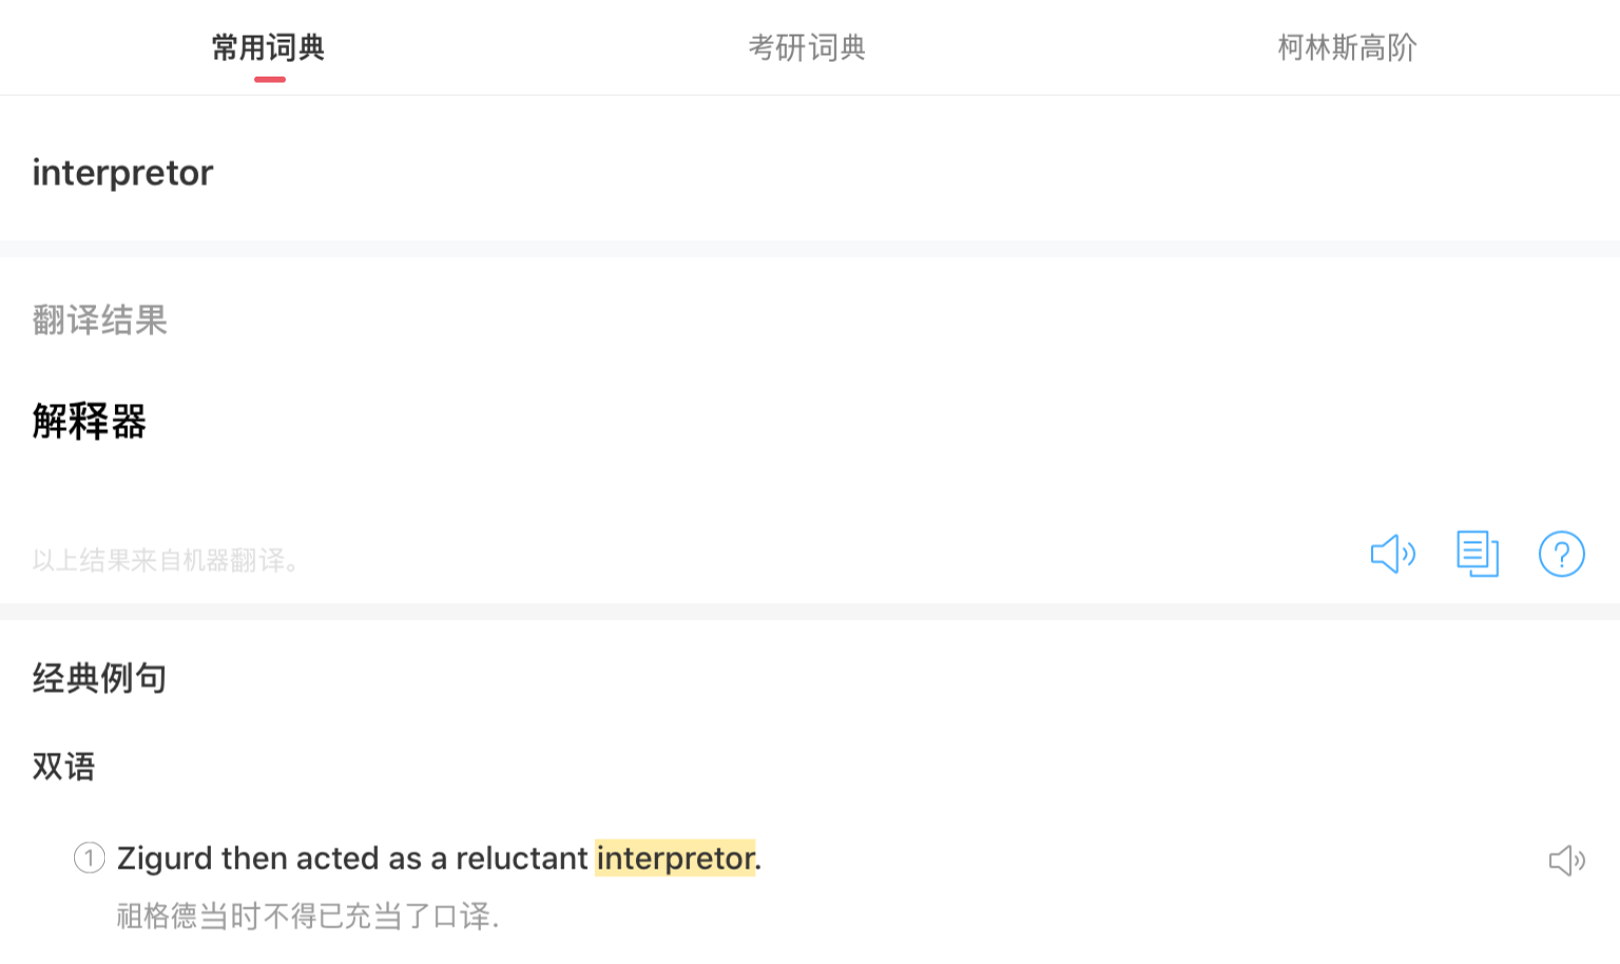 常用词典 考研词典 柯林斯高阶
interpretor
翻译结果
解释器
以上结果来自机器翻译。
经典例句
双语
① Zigurd then acted as a reluctant interpretor.
祖格德当时不得已充当了口译.